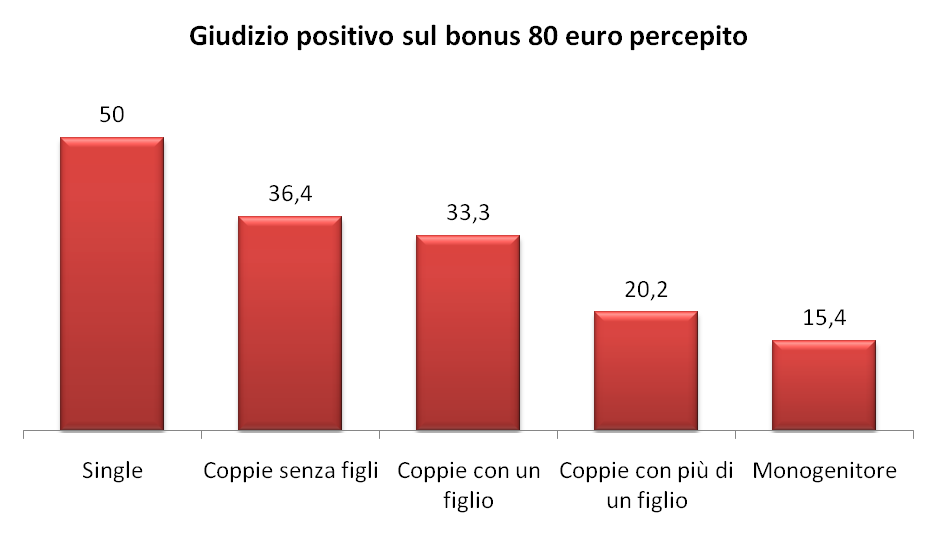 Giudizio positivo sul bonus 80 euro percepito
50
36,4
33,3
20,2
15,4
Single
Coppie senza figli
Coppie con un
figlio
Coppie con più di
un figlio
Monogenitore